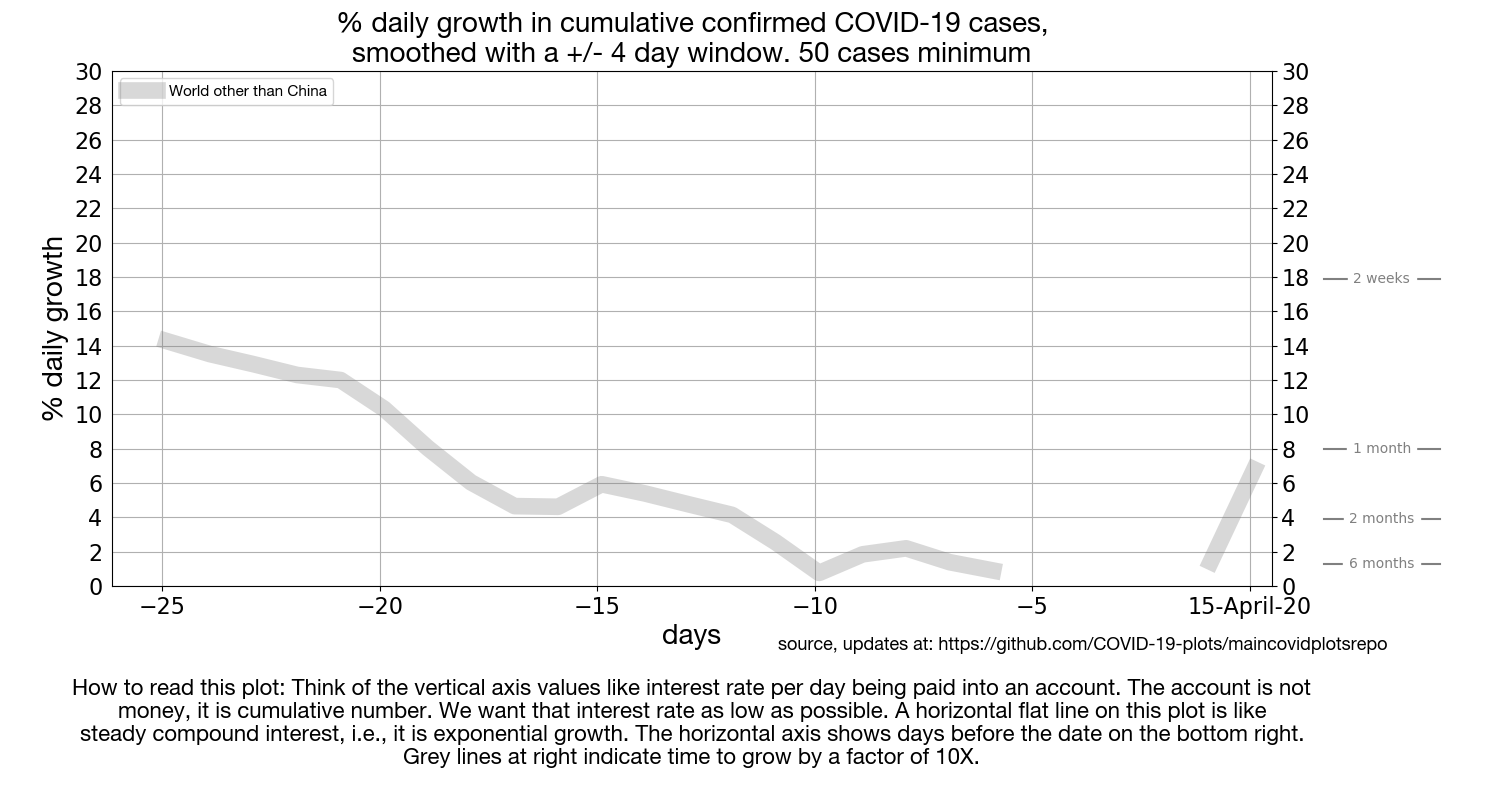 % daily growth in cumulative confirmed COVID-19 cases,
smoothed with a +/- 4 day window. 50 cases minimum
World other than China
% daily growth
30
28
26
24
22
20
18
16
14
12
10
8
6
4
2
0
30
28
26
24
22
20
18
16
14
12
10
8
6
4
2
0
2 weeks
1 month
2 months
6 months
−25 −20 −15 −10 −5 15-April-20
days
source, updates at: https://github.com/COVID-19-plots/maincovidplotsrepo
How to read this plot: Think of the vertical axis values like interest rate per day being paid into an account. The account is not
money, it is cumulative number. We want that interest rate as low as possible. A horizontal flat line on this plot is like
steady compound interest, i.e., it is exponential growth. The horizontal axis shows days before the date on the bottom right.
Grey lines at right indicate time to grow by a factor of 10X.